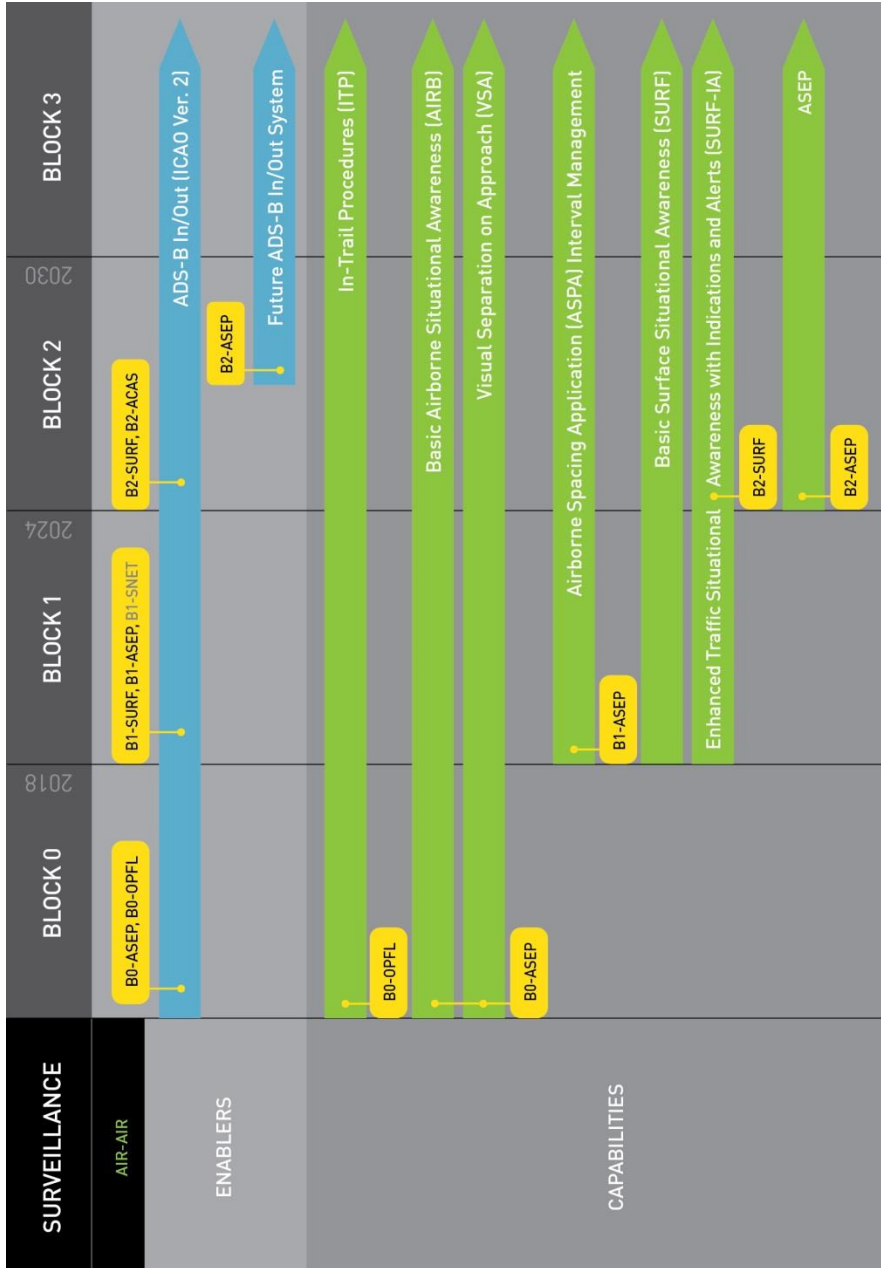 SURVEILLANCE
BLOCK 0
2018
BLOCK 1
2024
BLOCK 2
2030
BLOCK 3
AIR-AIR
ENABLERS
B0-ASEP, B0-OPFL
B1-SURF, B1-ASEP, B1-SNET
B2-SURF, B2-ACAS
ADS-B In/Out (ICAO Ver. 2)
B2-ASEP
Future ADS-B In/Out System
CAPABILITIES
In-Trail Procedures (ITP)
B0-OPFL
Basic Airborne Situational Awareness (AIRB)
Visual Separation on Approach (VSA)
B0-ASEP
Airborne Spacing Application (ASPA) Interval Management
B1-ASEP
Basic Surface Situational Awareness (SURF)
Enhanced Traffic Situational Awareness with Indications and Alerts (SURF-IA)
B2-SURF
ASEP
B2-ASEP